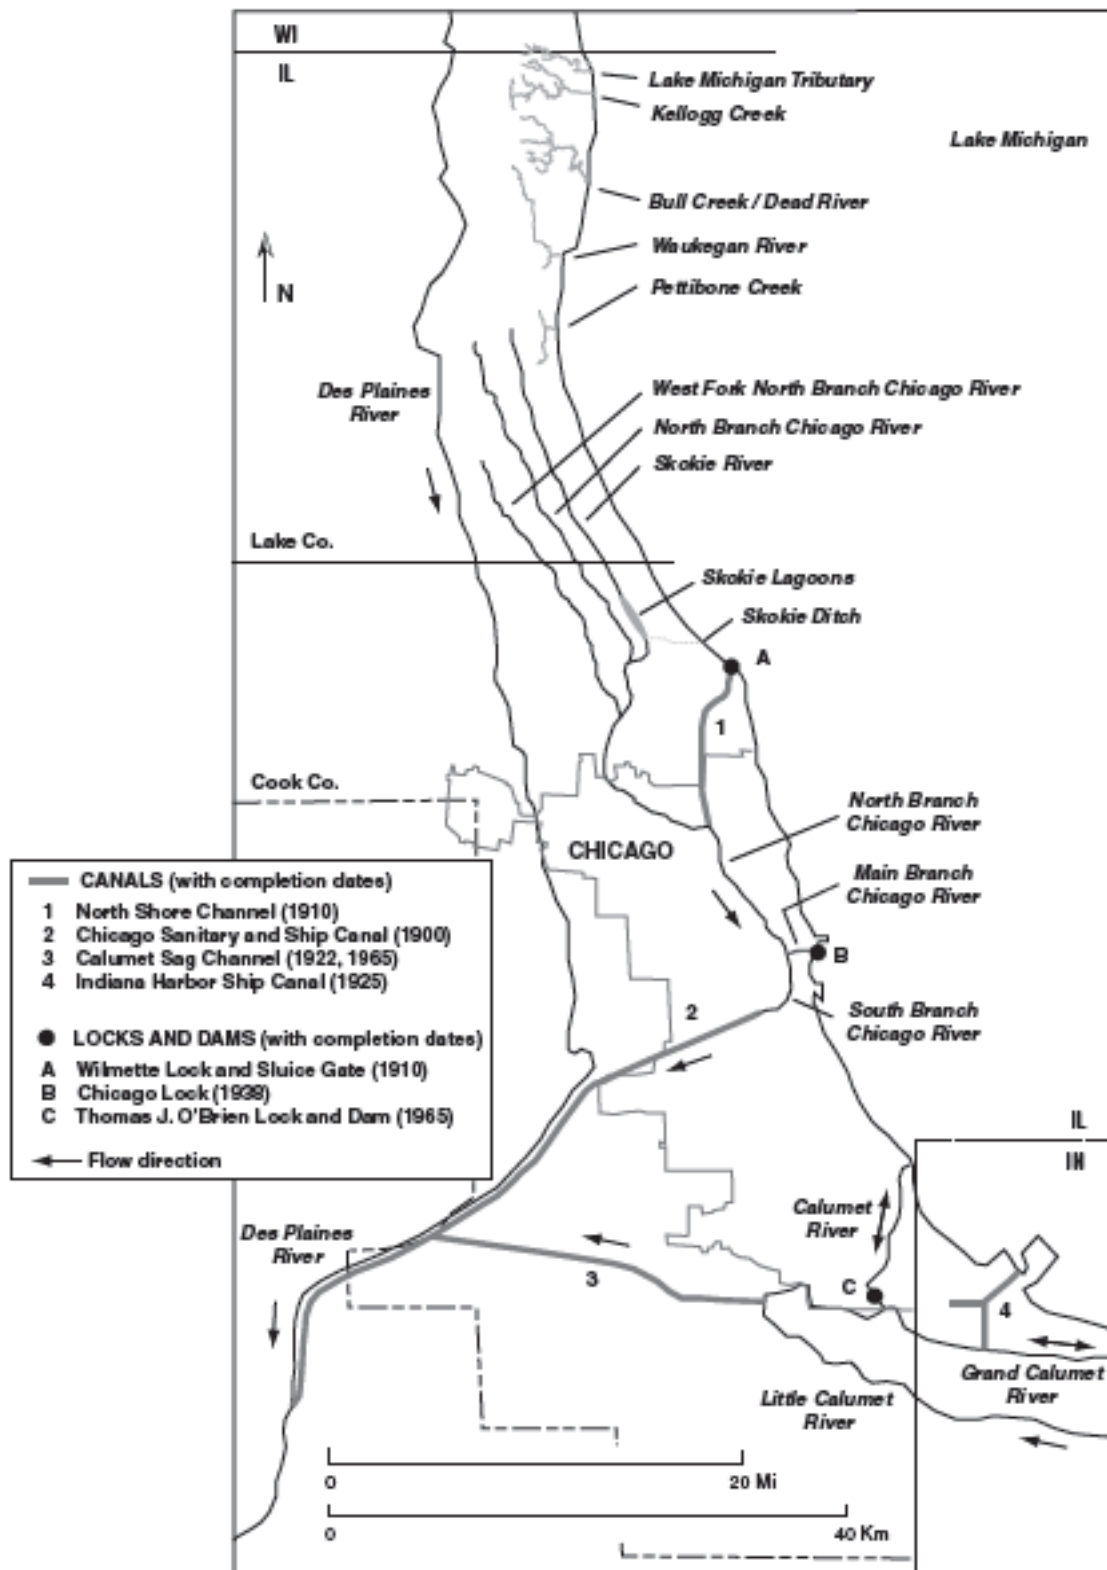 WI
IL
Lake Michigan Tributary
Kellogg Creek
Lake Michigan
Bull Creek / Dead River
Waukegan River
N
Pettibone Creek
Des Plaines
River
West Fork North Branch Chicago River
North Branch Chicago River
Skokie River
Lake Co.
Skokie Lagoons
Skokie Ditch
A
1
Cook Co.
North Branch
Chicago River
CHICAGO
Main Branch
Chicago River
B
2
South Branch
Chicago River
CANALS (with completion dates)
1 North Shore Channel (1910)
2 Chicago Sanitary and Ship Canal (1900)
3 Calumet Sag Channel (1922, 1965)
4 Indiana Harbor Ship Canal (1925)
LOCKS AND DAMS (with completion dates)
A Wilmette Lock and Sluice Gate (1910)
B Chicago Lock (1938)
C Thomas J. O'Brien Lock and Dam (1965)
Flow direction
IL
IN
Calumet
River
Des Plaines
River
3
C
4
Grand Calumet
River
Little Calumet
River
0 20 Mi
0 40 Km